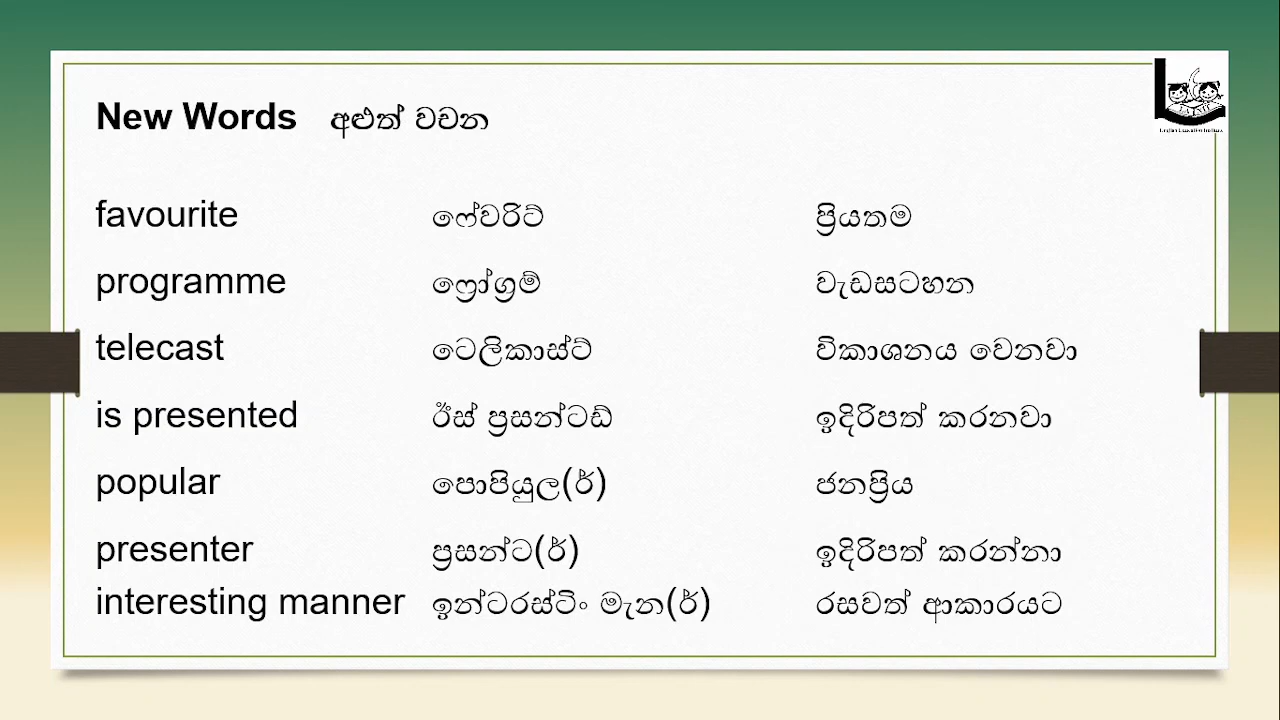 New Words අළුත් වචන
favourite ෆේවරිට් ප්‍රියතම
programme ෆ්‍රෝග්‍රම් වැඩසටහන
telecast ටෙලිකාස්ට් විකාශනය වෙනවා
is presented ඊස් ප්‍රසන්ටඩ් ඉදිරිපත් කරනවා
popular පොපියුල(ර්) ජනප්‍රිය
presenter ප්‍රසන්ට(ර්) ඉදිරිපත් කරන්නා
interesting manner ඉන්ටරස්ටිං මැන(ර්) රසවත් ආකාරයට